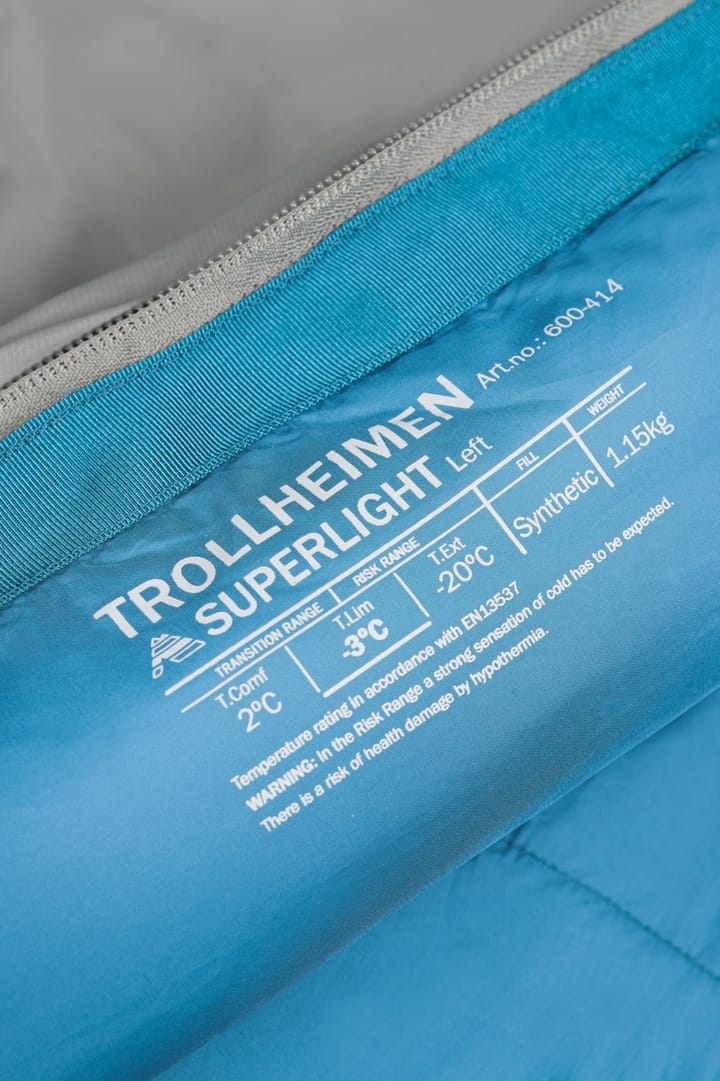 Art.no.: 600-414
TROLLHEIMEN
SUPERLIGHT Left
TRANSITION RANGE RISK RANGE FILL WEIGHT
T.Comf T.Lim T.Ext Synthetic 1.15kg
2°C -3°C -20°C
Temperature rating in accordance with EN13537
WARNING: In the Risk Range a strong sensation of cold has to be expected.
There is a risk of health damage by hypothermia.